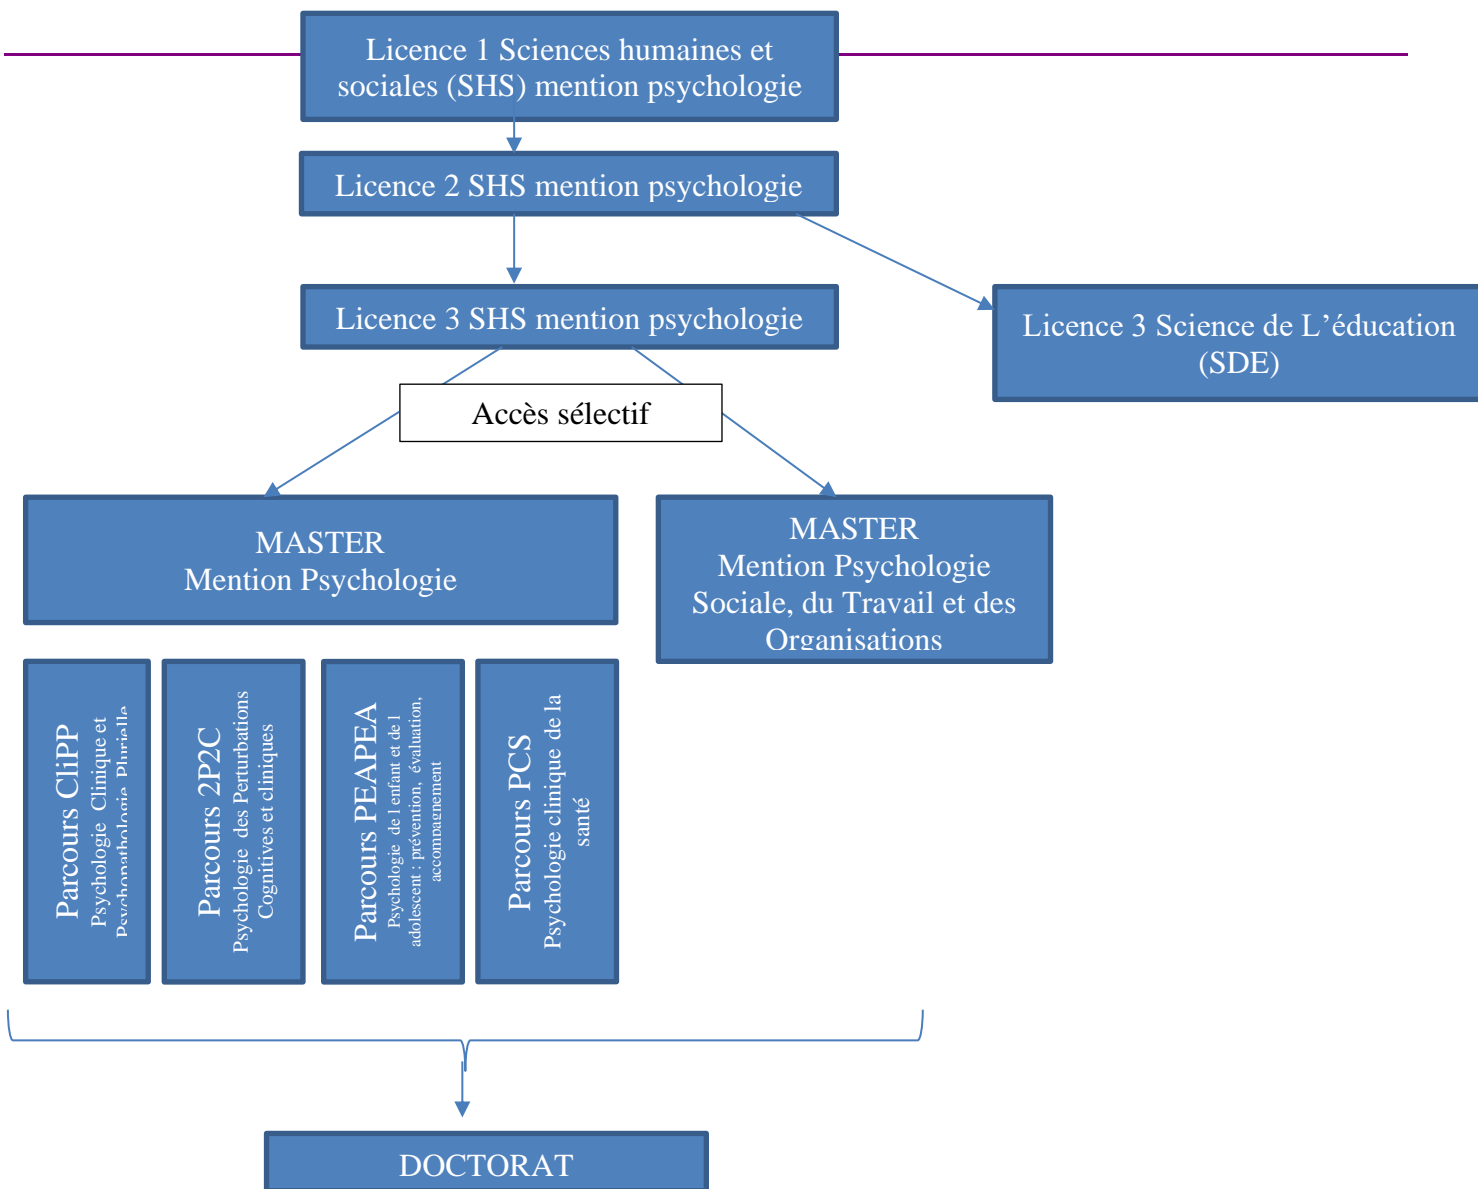 Licence 1 Sciences humaines et
sociales (SHS) mention psychologie
Licence 2 SHS mention psychologie
Licence 3 SHS mention psychologie
Licence 3 Science de L’éducation
(SDE)
Accès sélectif
MASTER
Mention Psychologie
MASTER
Mention Psychologie
Sociale, du Travail et des
Organisations
Parcours CliPP
Psychologie Clinique et
Psychopathologie Plurielle
Parcours 2P2C
Psychologie des Perturbations
Cognitives et cliniques
Parcours PEAPEA
Psychologie de l enfant et de l
adolescent : prévention, évaluation,
accompagnement
Parcours PCS
Psychologie clinique de la
santé
DOCTORAT